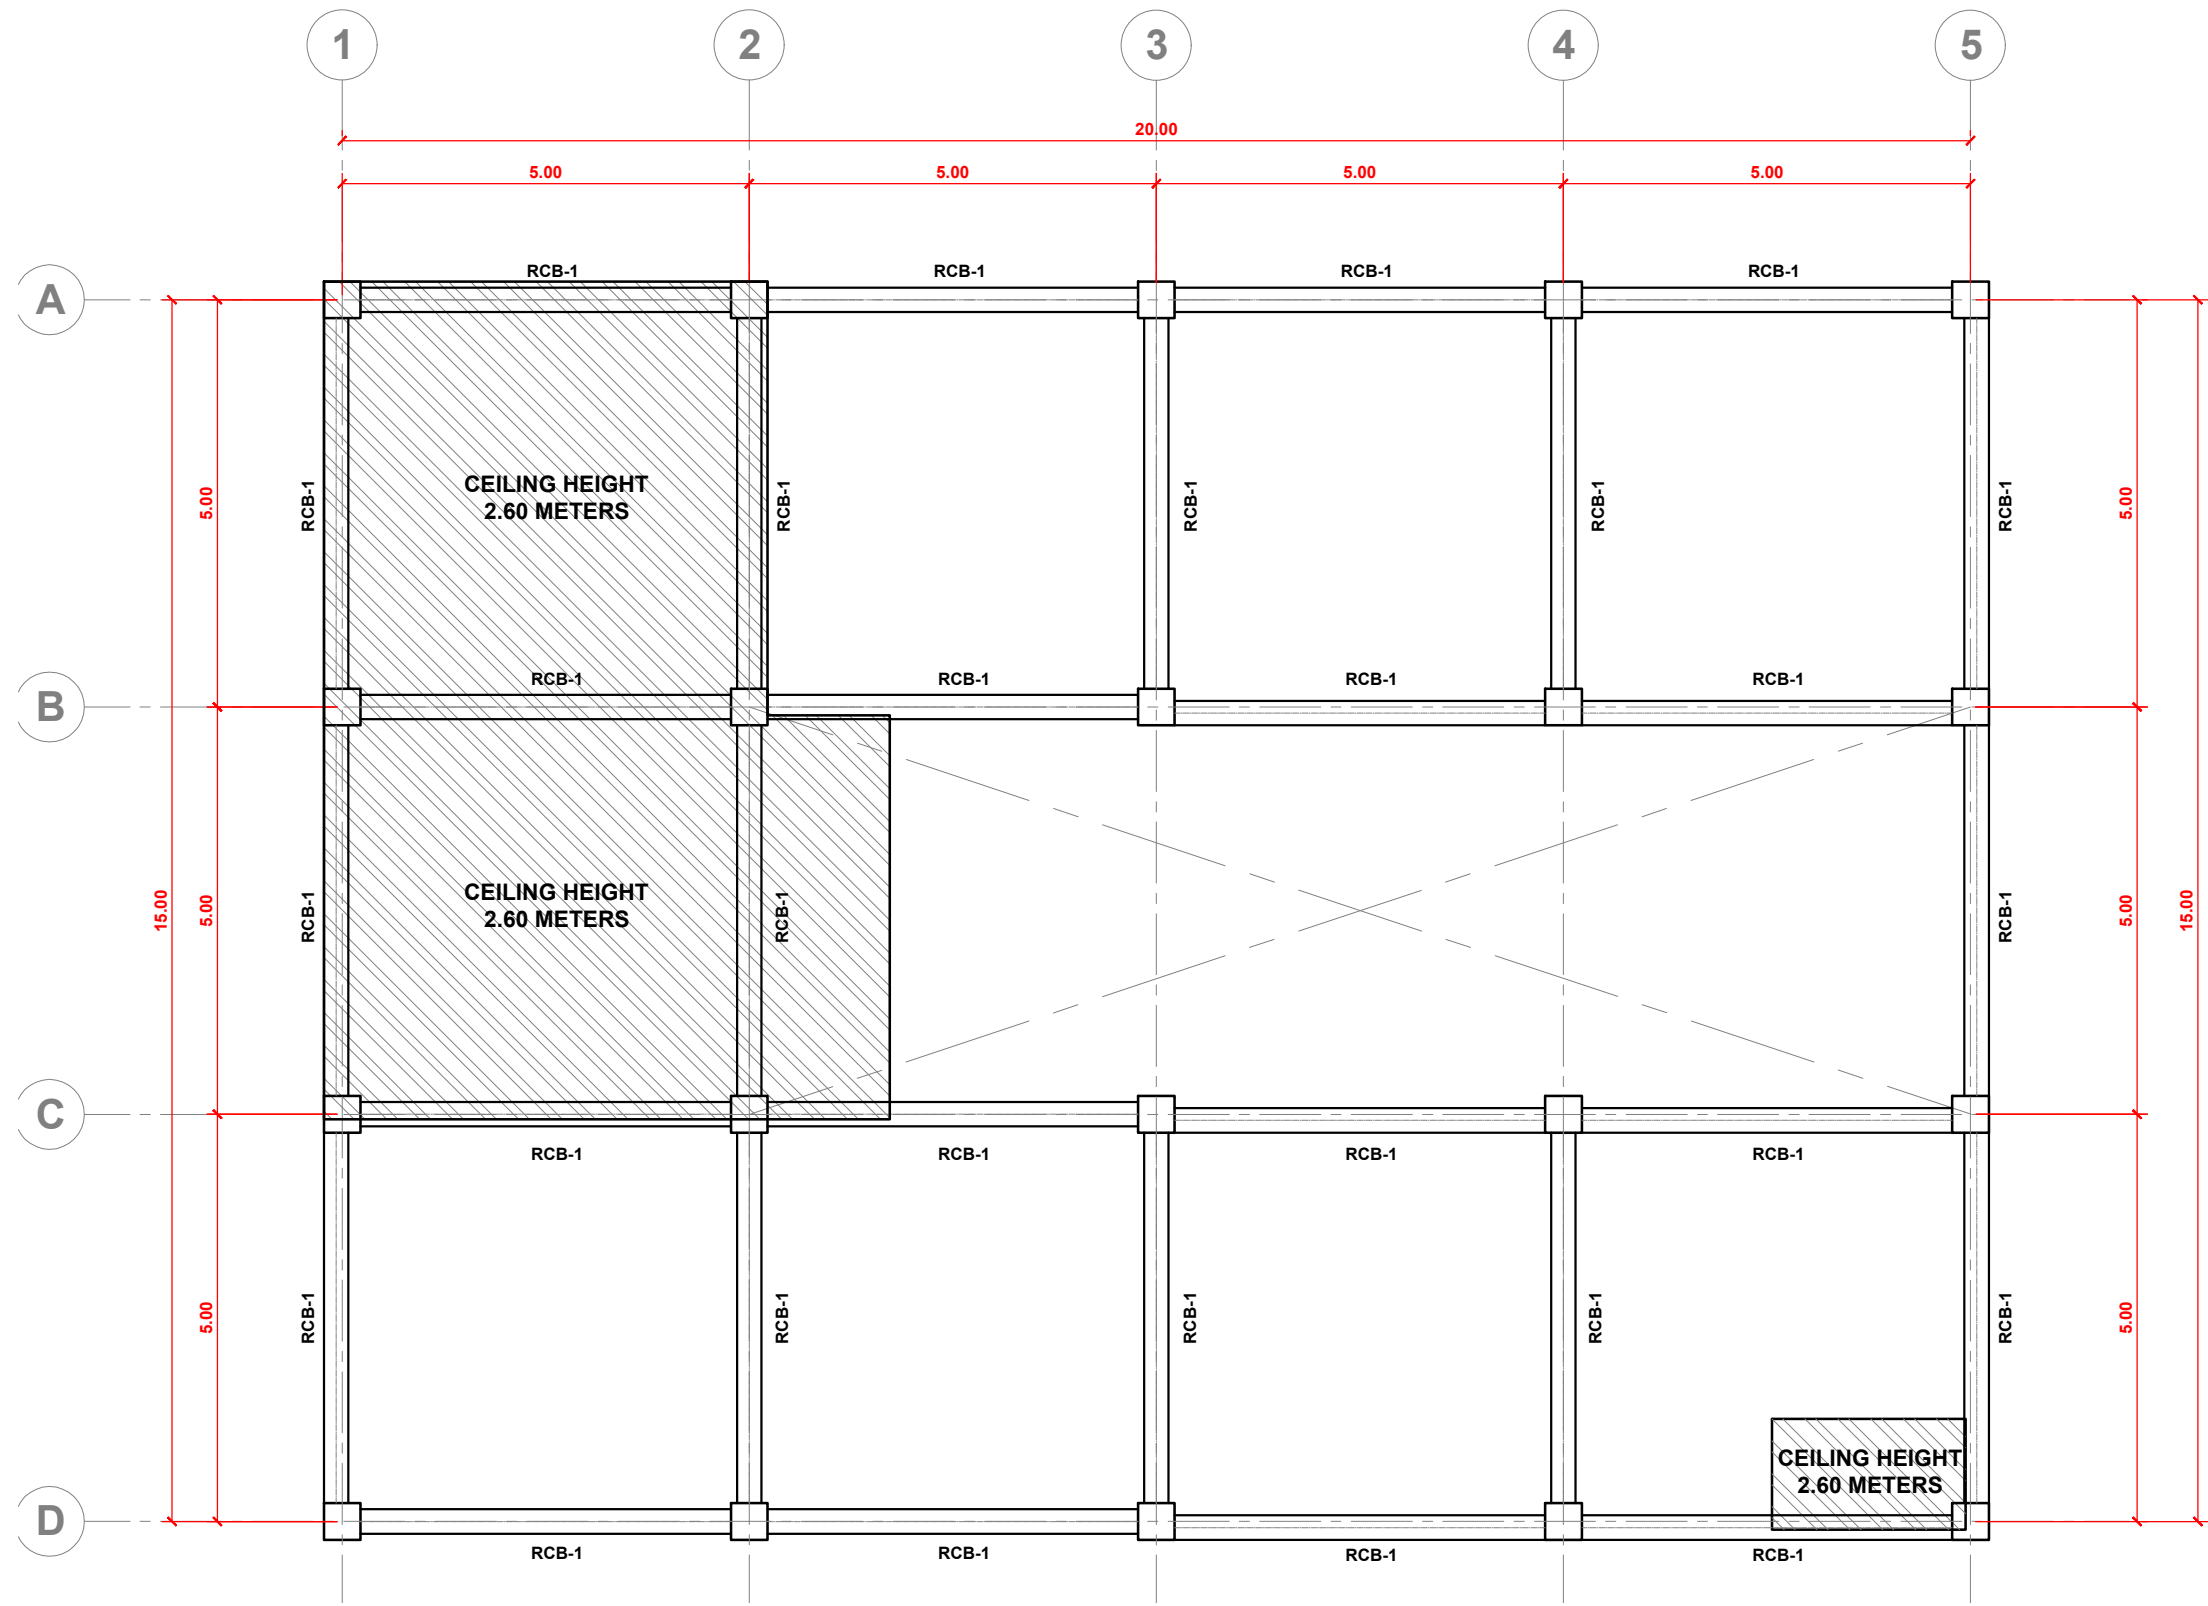 1 2 3 4 5
20.00
5.00 5.00 5.00 5.00
RCB-1 RCB-1 RCB-1 RCB-1
A
CEILING HEIGHT
2.60 METERS
5.00 RCB-1 RCB-1 RCB-1 RCB-1 RCB-1 5.00
RCB-1 RCB-1 RCB-1 RCB-1
B
CEILING HEIGHT
2.60 METERS
15.00 5.00 RCB-1 RCB-1 RCB-1 5.00 15.00
C
RCB-1 RCB-1 RCB-1 RCB-1
5.00 RCB-1 RCB-1 RCB-1 RCB-1 RCB-1 5.00
CEILING HEIGHT
2.60 METERS
D
RCB-1 RCB-1 RCB-1 RCB-1